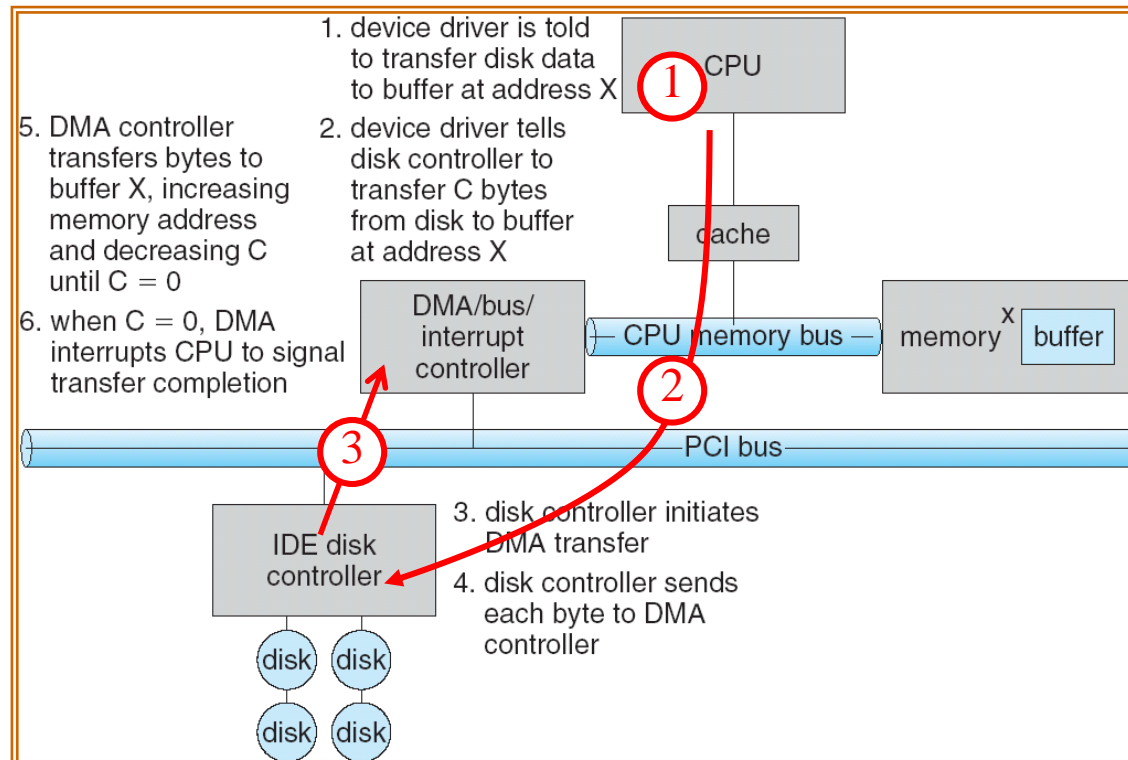 1. device driver is told
to transfer disk data
to buffer at address X
2. device driver tells
disk controller to
transfer C bytes
from disk to buffer
at address X
5. DMA controller
transfers bytes to
buffer X, increasing
memory address
and decreasing C
until C = 0
6. when C = 0, DMA
interrupts CPU to signal
transfer completion
1
CPU
cache
DMA/bus/
interrupt
controller
CPU memory bus
memory
X
buffer
2
3
PCI bus
IDE disk
controller
3. disk controller initiates
DMA transfer
4. disk controller sends
each byte to DMA
controller
disk
disk
disk
disk